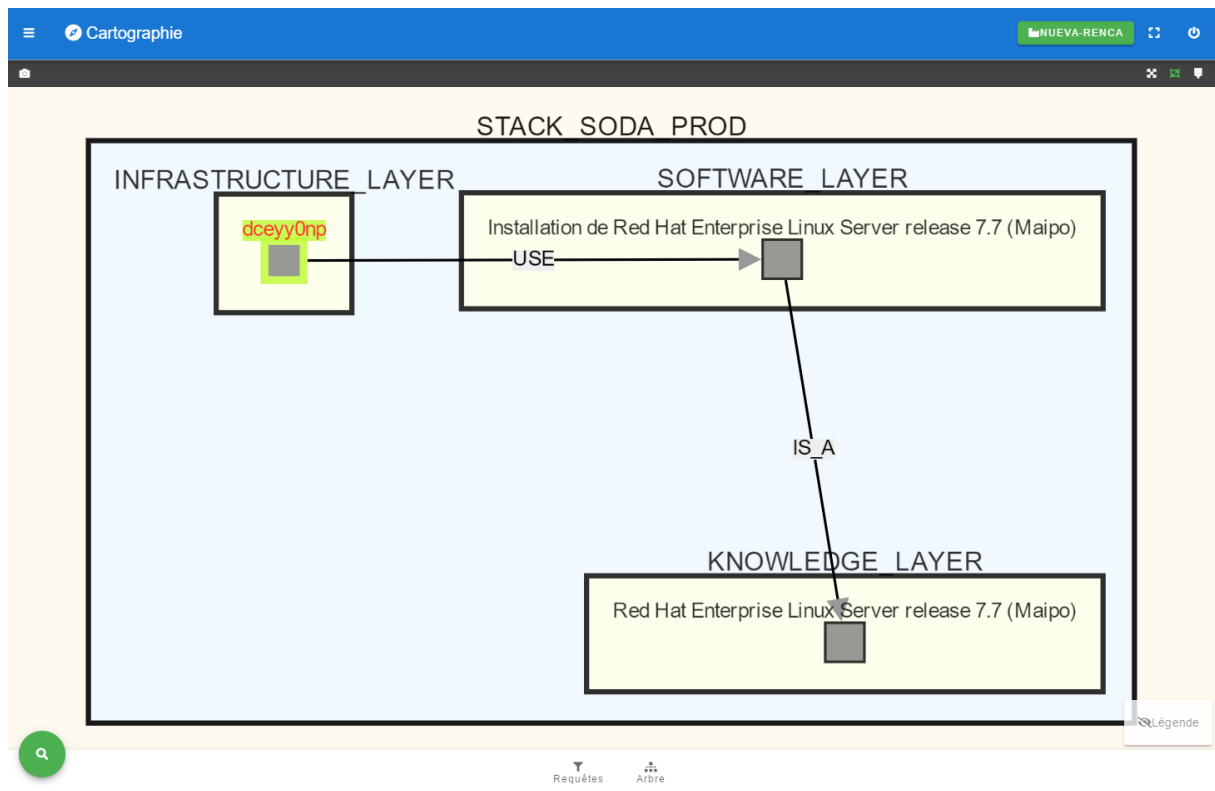 Cartographie
NUEVA-RENCA
STACK_SODA_PROD
INFRASTRUCTURE_LAYER
SOFTWARE_LAYER
dceyy0np
Installation de Red Hat Enterprise Linux Server release 7.7 (Maipo)
USE
IS_A
KNOWLEDGE_LAYER
Red Hat Enterprise Linux Server release 7.7 (Maipo)
Légende
Requêtes
Arbre